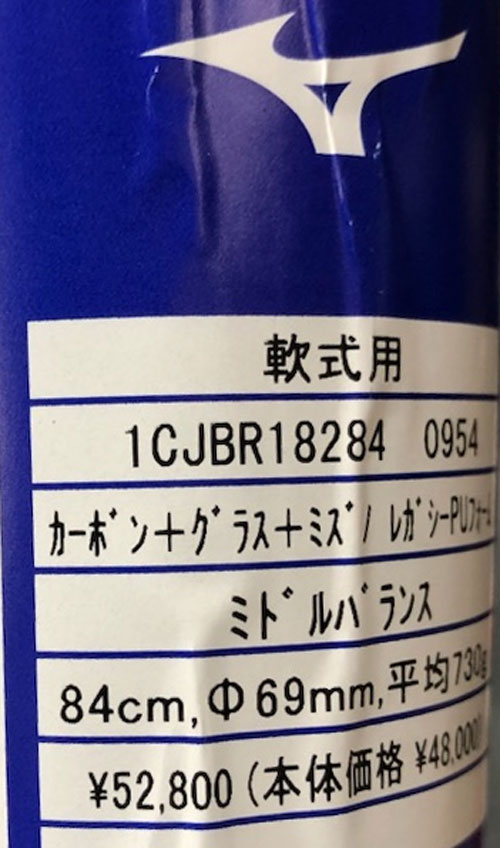 軟式用
1CJBR18284 0954
ｶｰﾎﾞﾝ＋ｸﾞﾗｽ＋ﾐｽﾞﾉ ﾚｶﾞｼｰPUﾌｫｰﾑ
ﾐﾄﾞﾙﾊﾞﾗﾝｽ
84cm,Φ69mm,平均730g
¥52,800(本体価格 ¥48,000)